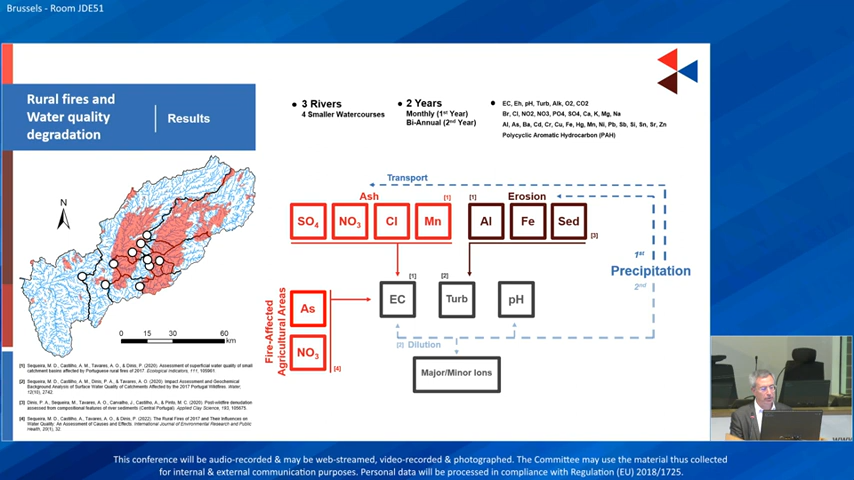 Brussels - Room JDE51
Rural fires and
Water quality
degradation
Results
3 Rivers
4 Smaller Watercourses
2 Years
Monthly (1st Year)
Bi-Annual (2nd Year)
EC, Eh, pH, Turb, Alk, O2, CO2
Br, Cl, NO2, NO3, PO4, SO4, Ca, K, Mg, Na
Al, As, Ba, Cd, Cr, Cu, Fe, Hg, Mn, Ni, Pb, Sb, Si, Sn, Sr, Zn
Polycyclic Aromatic Hydrocarbon (PAH)
N
0 15 30 60
km
Transport
Ash
[1]
SO4
NO3
Cl
Mn
[1]
Erosion
Al
Fe
Sed
[3]
1st
Precipitation
2nd
Fire-Affected
Agricultural Areas
As
NO3
[4]
[1]
EC
[2]
Turb
pH
[2] Dilution
Major/Minor Ions
[1] Sequeira, M. D., Castilho, A. M., Tavares, A. O., & Dinis, P. (2020). Assessment of superficial water quality of small
catchment basins affected by Portuguese rural fires of 2017. Ecological Indicators, 111, 105961.
[2] Sequeira, M. D., Castilho, A. M., Dinis, P. A., & Tavares, A. O. (2020). Impact Assessment and Geochemical
Background Analysis of Surface Water Quality of Catchments Affected by the 2017 Portugal Wildfires. Water,
12(10), 2742
[3] Dinis, P. A., Sequeira, M., Tavares, A. O., Carvalho, J., Castilho, A., & Pinto, M. C. (2020). Post-wildfire denudation
assessed from compositional features of river sediments (Central Portugal). Applied Clay Science, 193, 105675.
[4] Sequeira, M. D., Castilho, A., Tavares, A. O., & Dinis, P. (2022). The Rural Fires of 2017 and Their Influences on
Water Quality: An Assessment of Causes and Effects. International Journal of Environmental Research and Public
Health, 20(1), 32
This conference will be audio-recorded & may be web-streamed, video-recorded & photographed. The Committee may use the material thus collected
for internal & external communication purposes. Personal data will be processed in compliance with Regulation (EU) 2018/1725.